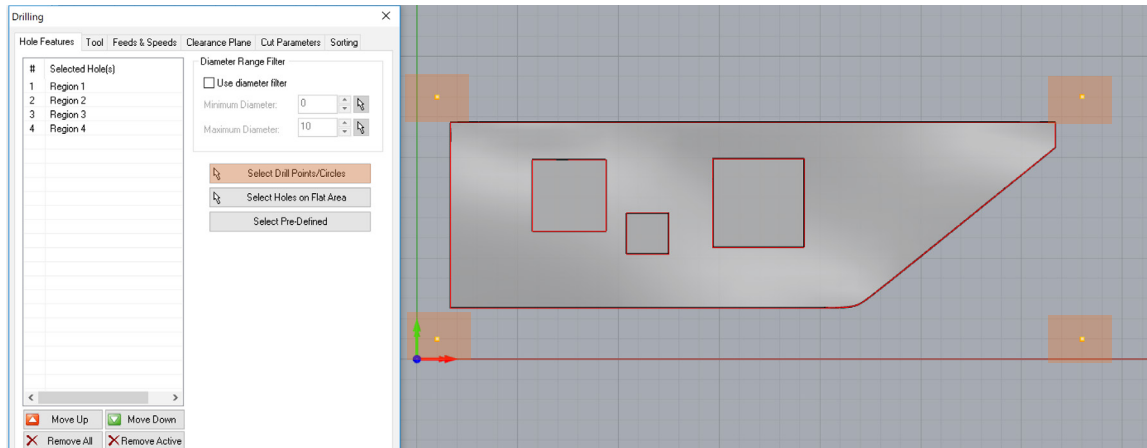 Drilling
Hole Features Tool Feeds & Speeds Clearance Plane Cut Parameters Sorting
# Selected Hole(s)
1 Region 1
2 Region 2
3 Region 3
4 Region 4
Diameter Range Filter
Use diameter filter
Minimum Diameter: 0
Maximum Diameter: 10
Select Drill Points/Circles
Select Holes on Flat Area
Select Pre-Defined
Move Up Move Down
Remove All Remove Active